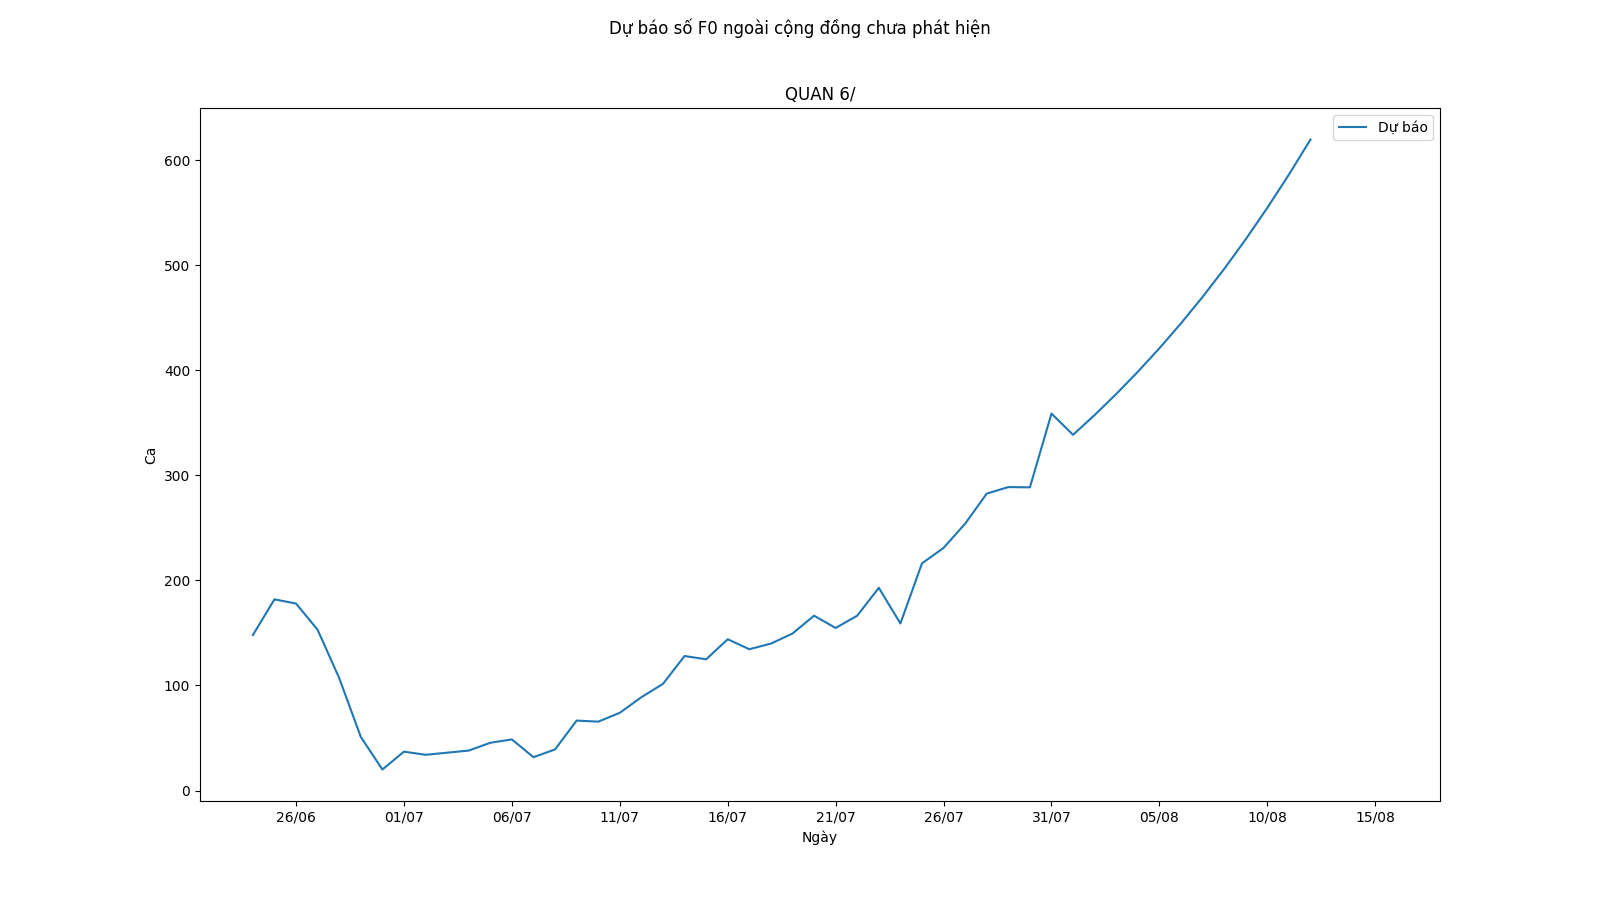 Dự báo số F0 ngoài cộng đồng chưa phát hiện
QUAN 6/
Dự báo
600
500
400
300
200
100
0
Ca
26/06 01/07 06/07 11/07 16/07 21/07 26/07 31/07 05/08 10/08 15/08
Ngày